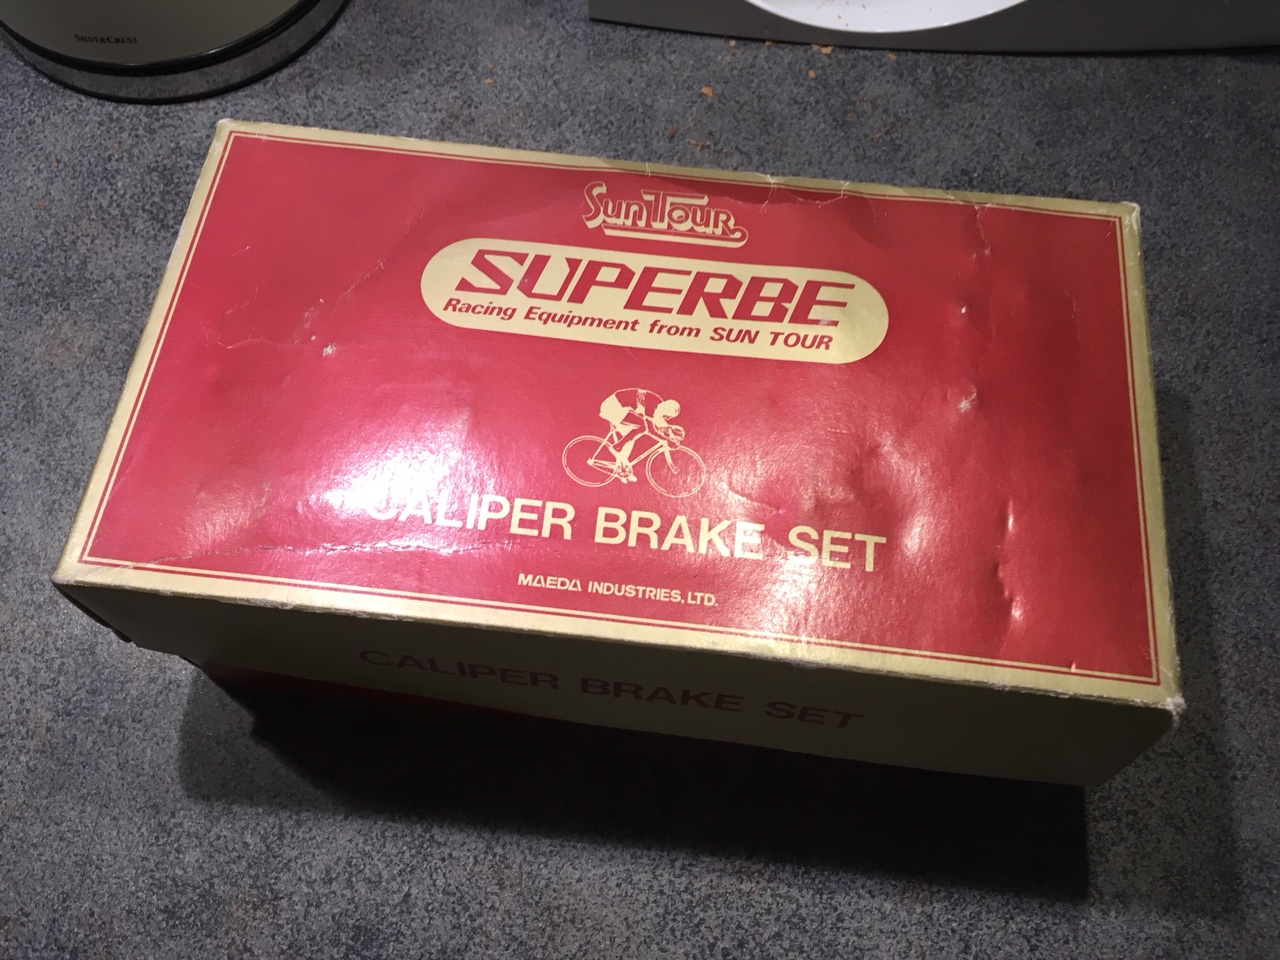 SILVERCREST
SunTour
SUPERBE
Racing Equipment from SUN TOUR
CALIPER BRAKE SET
MAEDA INDUSTRIES, LTD.
CALIPER BRAKE SET